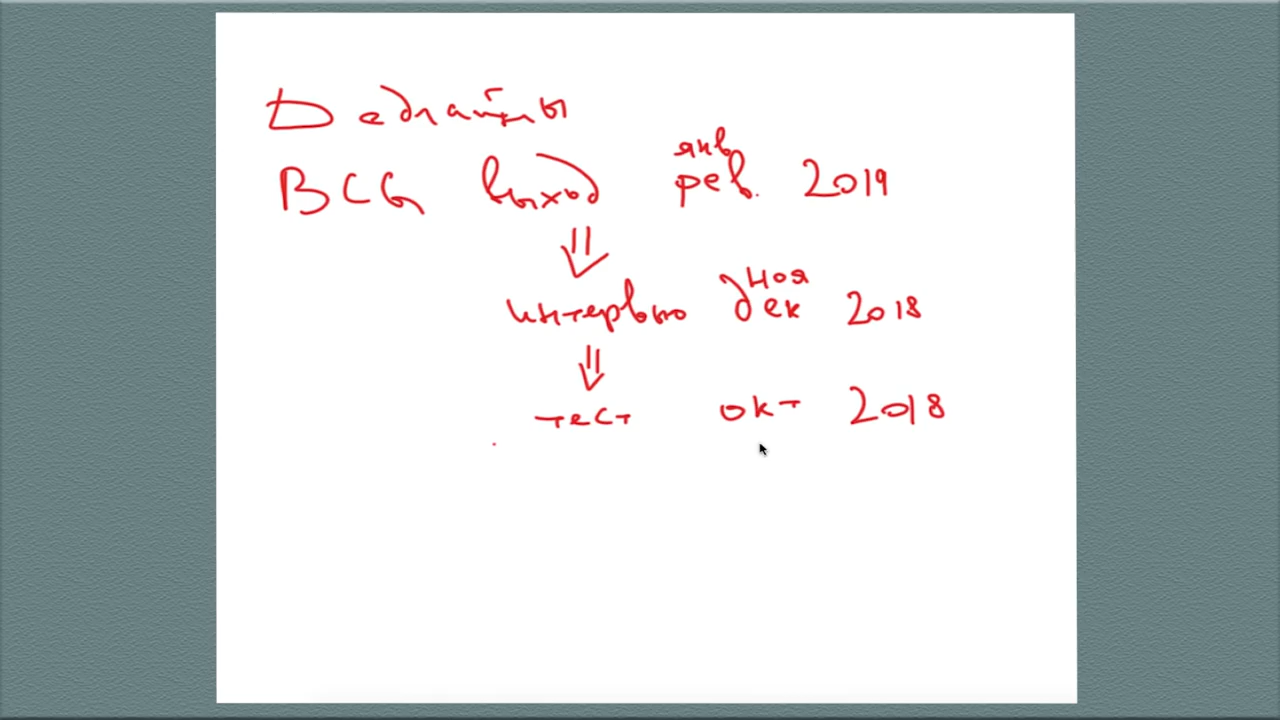 Дедлайны
янв
BCG выход фев. 2019
ноя
интервью дек 2018
тест окт 2018